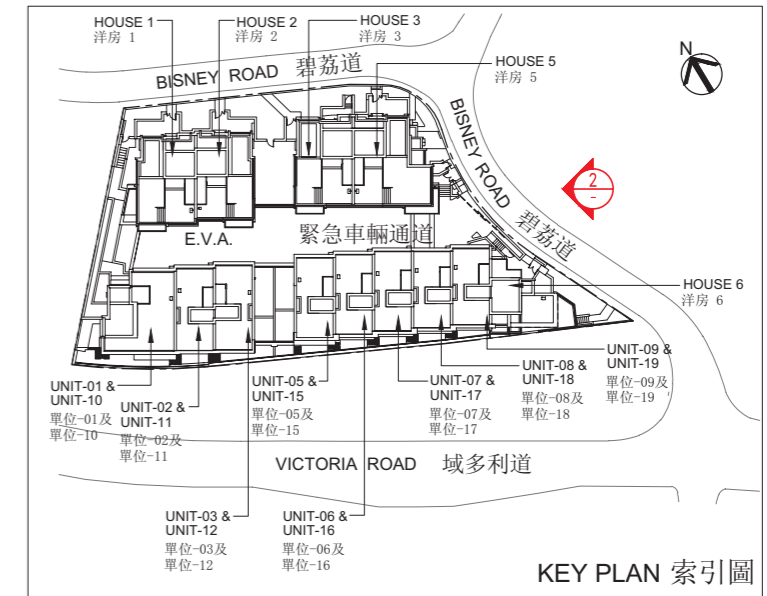 HOUSE 1
洋房 1
HOUSE 2
洋房 2
HOUSE 3
洋房 3
HOUSE 5
洋房 5
N
BISNEY ROAD 碧荔道
BISNEY ROAD 碧荔道
2
-
E.V.A. 緊急車輛通道
HOUSE 6
洋房 6
UNIT-01 &
UNIT-10
單位-01及
單位-10
UNIT-02 &
UNIT-11
單位-02及
單位-11
UNIT-05 &
UNIT-15
單位-05及
單位-15
UNIT-07 &
UNIT-17
單位-07及
單位-17
UNIT-08 &
UNIT-18
單位-08及
單位-18
UNIT-09 &
UNIT-19
單位-09及
單位-19
VICTORIA ROAD 域多利道
UNIT-03 &
UNIT-12
單位-03及
單位-12
UNIT-06 &
UNIT-16
單位-06及
單位-16
KEY PLAN 索引圖